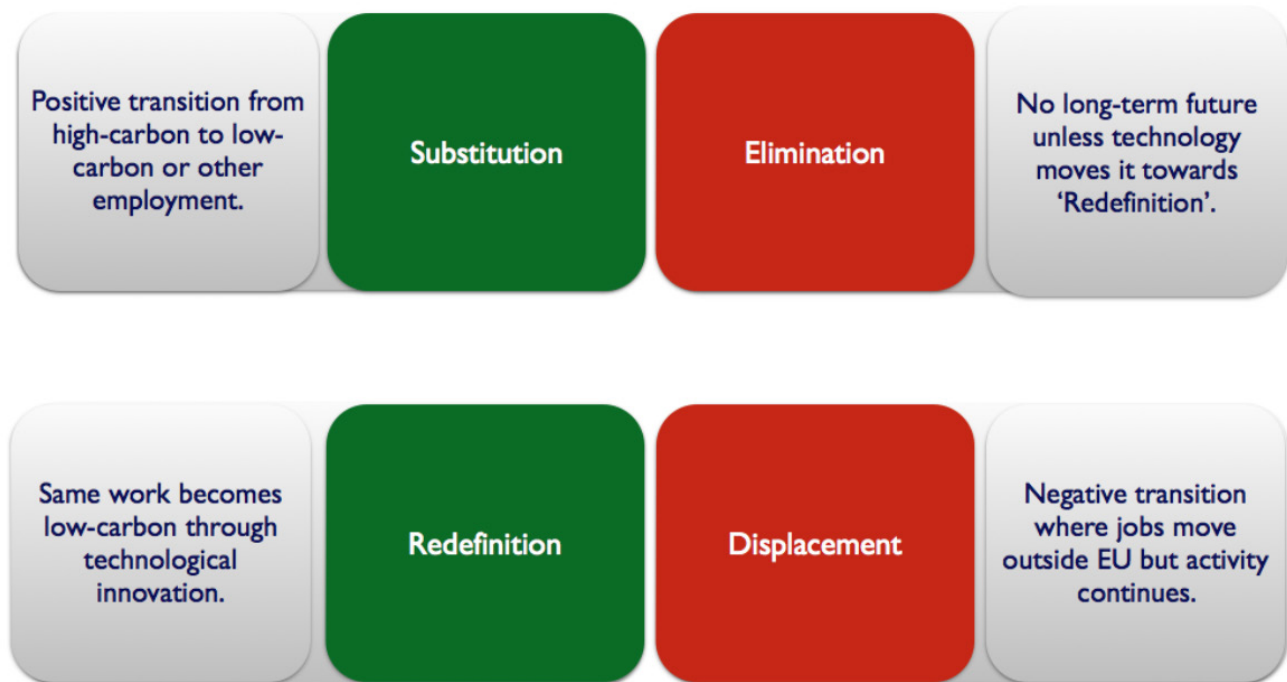 Positive transition from
high-carbon to low-
carbon or other
employment.
Substitution
Elimination
No long-term future
unless technology
moves it towards
‘Redefinition’.
Same work becomes
low-carbon through
technological
innovation.
Redefinition
Displacement
Negative transition
where jobs move
outside EU but activity
continues.